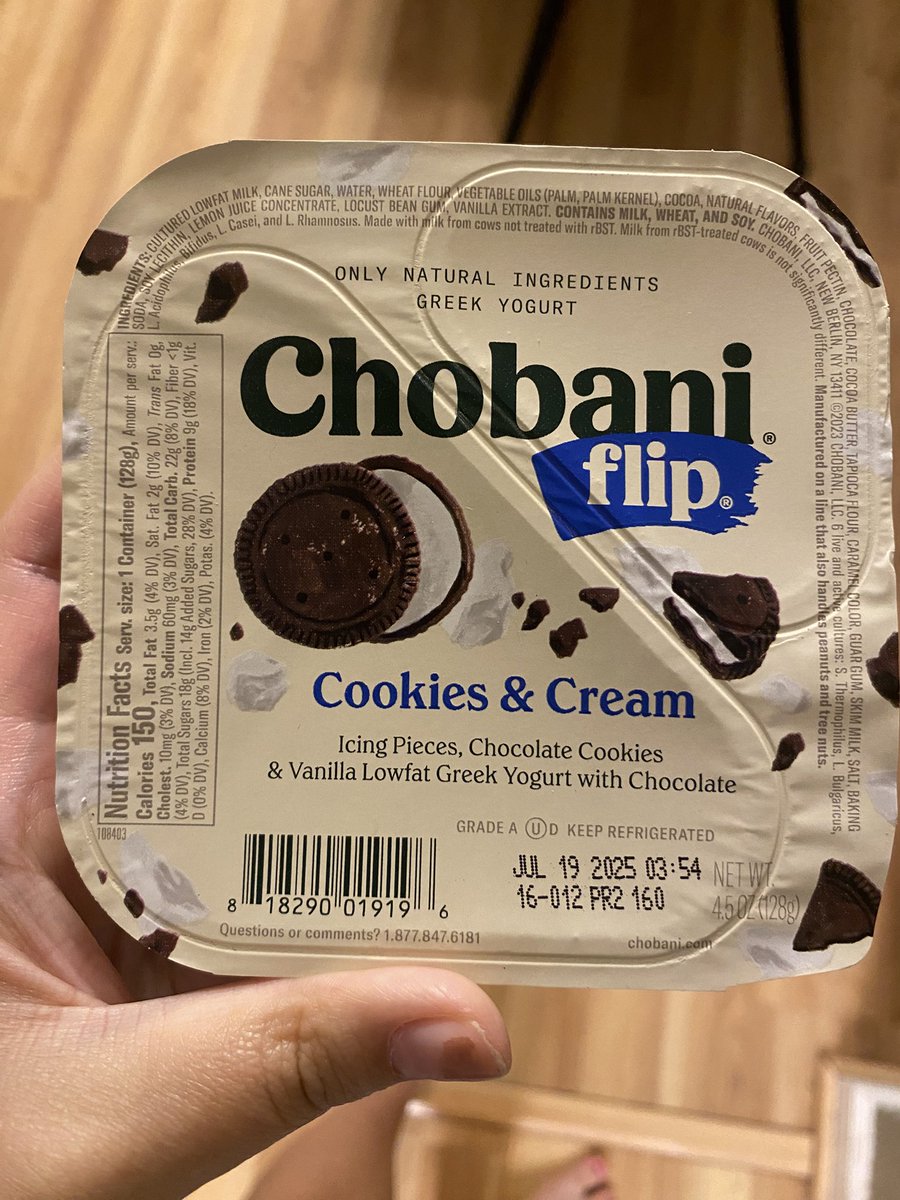 INGREDIENTS: CULTURED LOWFAT MILK, CANE SUGAR, WATER, WHEAT FLOUR, VEGETABLE OILS (PALM, PALM KERNEL), COCOA, NATURAL FLAVORS, FRUIT PECTIN, CHOCOLATE, COCOA BUTTER, TAPIOCA FLOUR, CARAMEL COLOR, GUAR GUM, SKIM MILK, SALT, BAKING
SODA, SOY LECITHIN, LEMON JUICE CONCENTRATE, LOCUST BEAN GUM, VANILLA EXTRACT. CONTAINS MILK, WHEAT, AND SOY. CHOBANI, LLC, NEW BERLIN, NY 13411 ©2023 CHOBANI, LLC 6 live and active cultures: S. Thermophilus, L. Bulgaricus,
L. Acidophilus, Bifidus, L. Casei, and L. Rhamnosus. Made with milk from cows not treated with rBST. Milk from rBST-treated cows is not significantly different. Manufactured on a line that also handles peanuts and tree nuts.
ONLY NATURAL INGREDIENTS
GREEK YOGURT
Chobani®
flip®
Nutrition Facts Serv. size: 1 Container (128g), Amount per serv.:
Calories 150, Total Fat 3.5g (4% DV), Sat. Fat 2g (10% DV), Trans Fat 0g,
Cholest. 10mg (3% DV), Sodium 60mg (3% DV), Total Carb. 22g (8% DV), Fiber <1g
(4% DV), Total Sugars 18g (Incl. 14g Added Sugars, 28% DV), Protein 9g (18% DV), Vit.
D (0% DV), Calcium (8% DV), Iron (2% DV), Potas. (4% DV).
108403
Cookies & Cream
Icing Pieces, Chocolate Cookies
& Vanilla Lowfat Greek Yogurt with Chocolate
GRADE A Ⓤ D KEEP REFRIGERATED
JUL 19 2025 03:54
16-012 PR2 160
NET WT.
4.5 OZ (128g)
8 18290 01919 6
Questions or comments? 1.877.847.6181
chobani.com